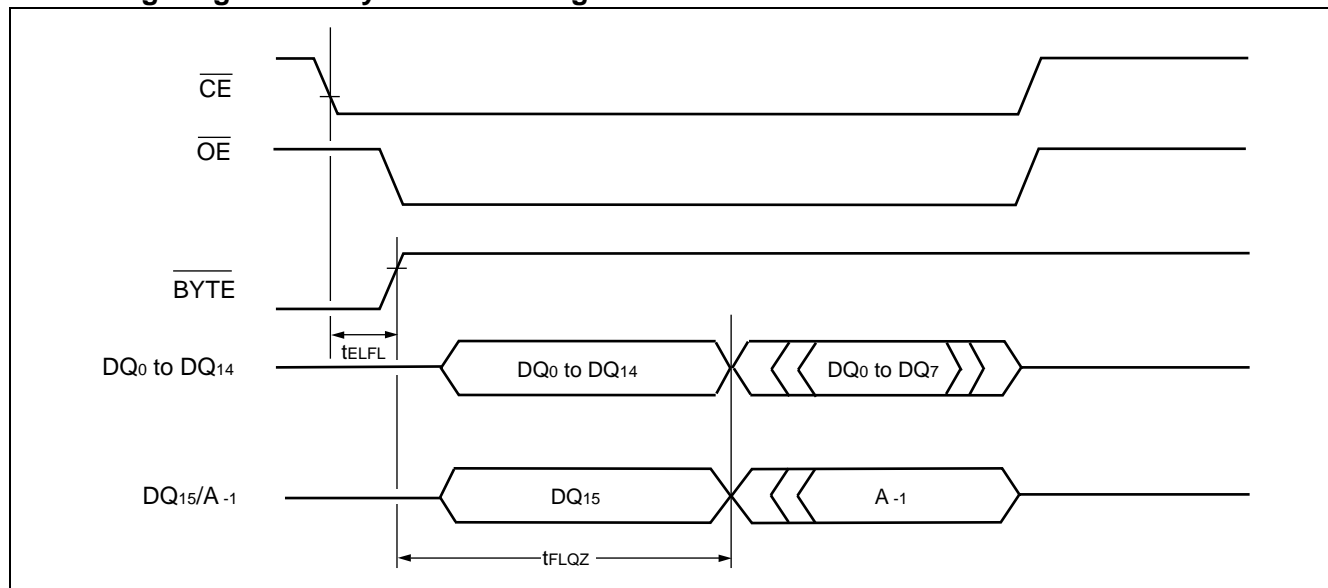 CE
OE
BYTE
tELFL
DQ0 to DQ14
DQ0 to DQ14
DQ0 to DQ7
DQ15/A -1
DQ15
A -1
tFLQZ